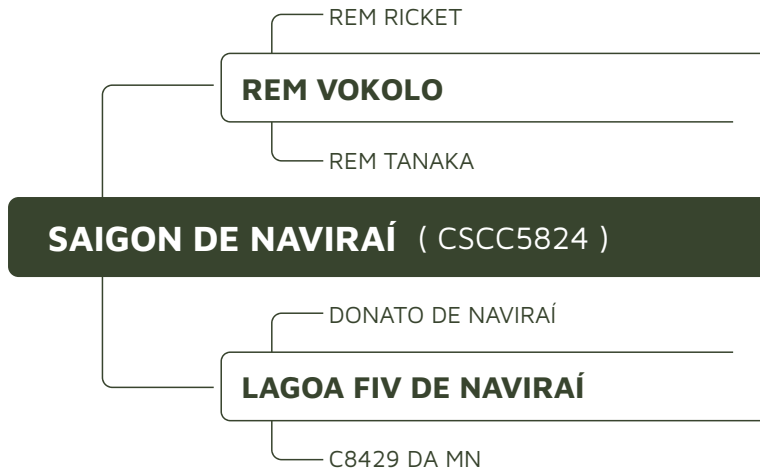 REM RICKET
REM VOKOLO
REM TANAKA
SAIGON DE NAVIRAÍ ( CSCC5824 )
DONATO DE NAVIRAÍ
LAGOA FIV DE NAVIRAÍ
C8429 DA MN